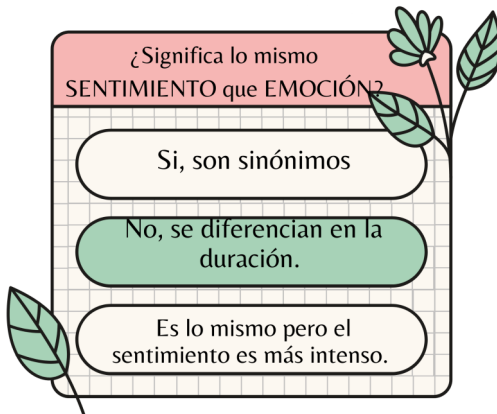 ¿Significa lo mismo
SENTIMIENTO que EMOCIÓN?
Si, son sinónimos
No, se diferencian en la
duración.
Es lo mismo pero el
sentimiento es más intenso.